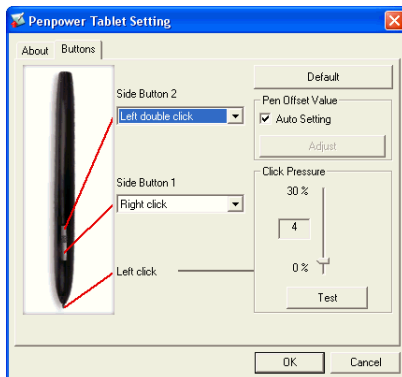 Penpower Tablet Setting
About
Buttons
Side Button 2
Left double click
Side Button 1
Right click
Left click
Default
Pen Offset Value
Auto Setting
Adjust
Click Pressure
30 %
4
0 %
Test
OK
Cancel